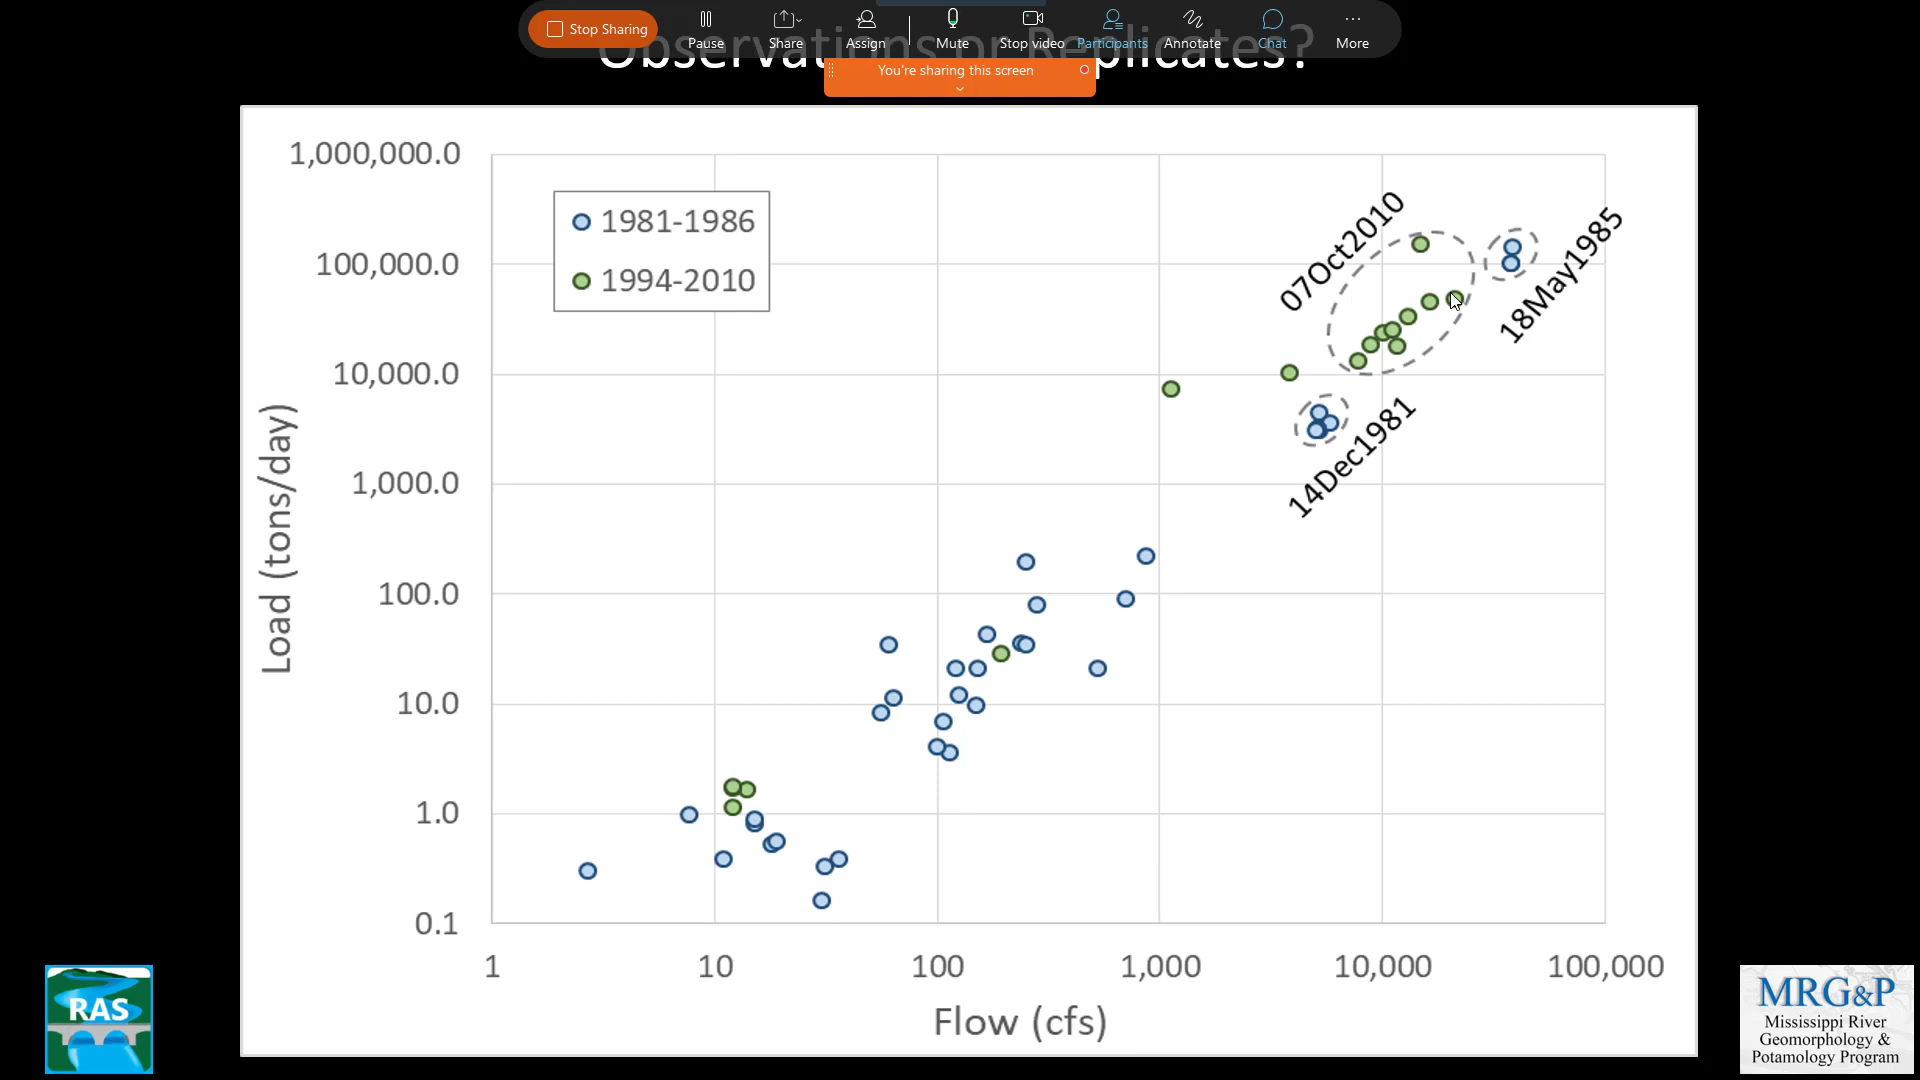 Stop Sharing
Pause
Share
Assign
Mute
Stop video
Participants
Annotate
Chat
More
Observations or Replicates?
You're sharing this screen
1,000,000.0
100,000.0
10,000.0
1,000.0
100.0
10.0
1.0
0.1
Load (tons/day)
1981-1986
1994-2010
07Oct2010
18May1985
14Dec1981
1
10
100
1,000
10,000
100,000
Flow (cfs)
RAS
MRG&P
Mississippi River
Geomorphology &
Potamology Program